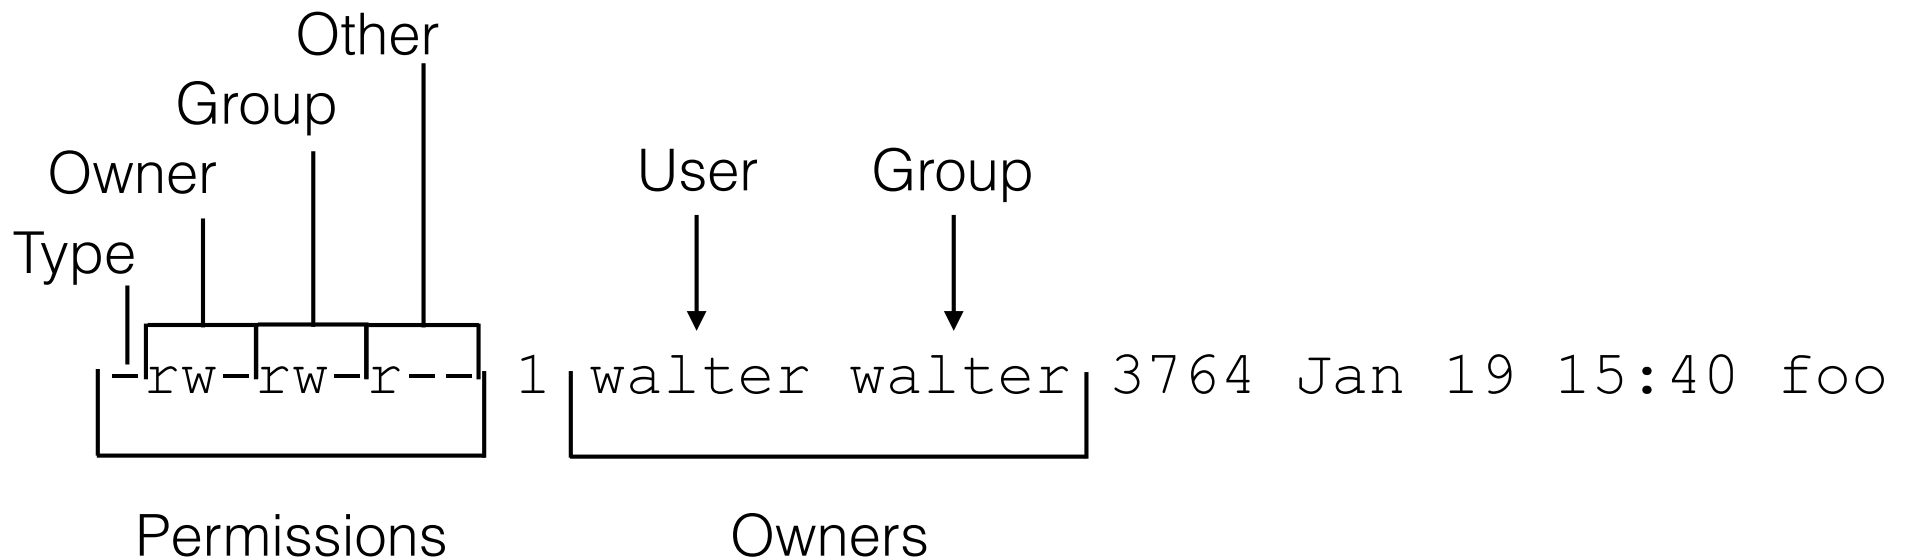 Other
Group
Owner
User Group
Type
-rw-rw-r-- 1 walter walter 3764 Jan 19 15:40 foo
Permissions Owners